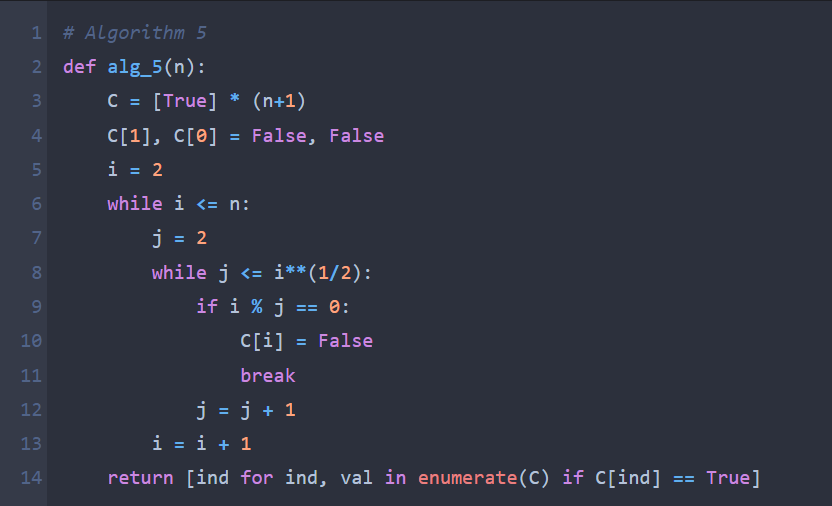 1 # Algorithm 5
2 def alg_5(n):
3     C = [True] * (n+1)
4     C[1], C[0] = False, False
5     i = 2
6     while i <= n:
7         j = 2
8         while j <= i**(1/2):
9             if i % j == 0:
10                 C[i] = False
11                 break
12             j = j + 1
13         i = i + 1
14     return [ind for ind, val in enumerate(C) if C[ind] == True]